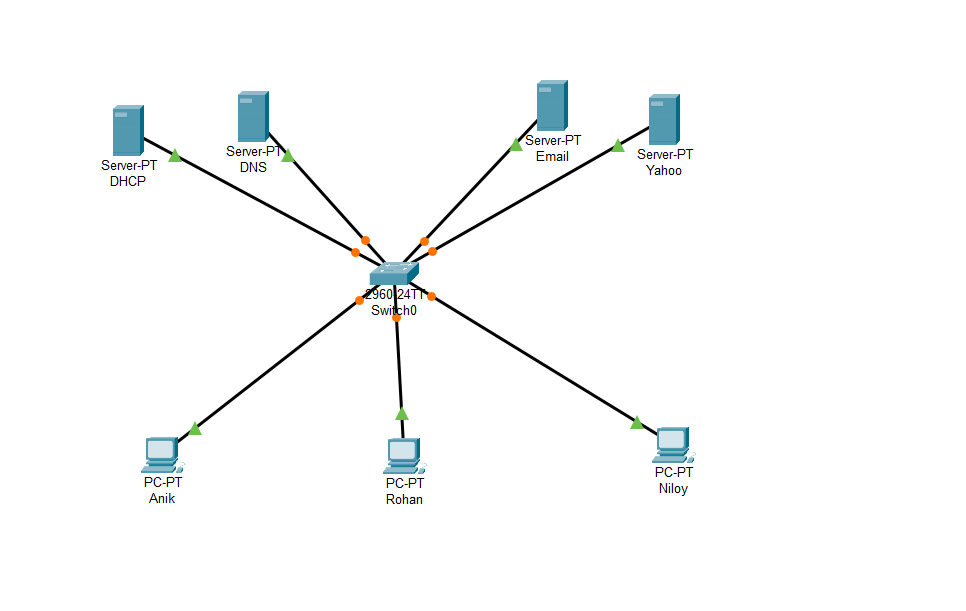 Server-PT
DHCP
Server-PT
DNS
Server-PT
Email
Server-PT
Yahoo
2960-24TT
Switch0
PC-PT
Anik
PC-PT
Rohan
PC-PT
Niloy